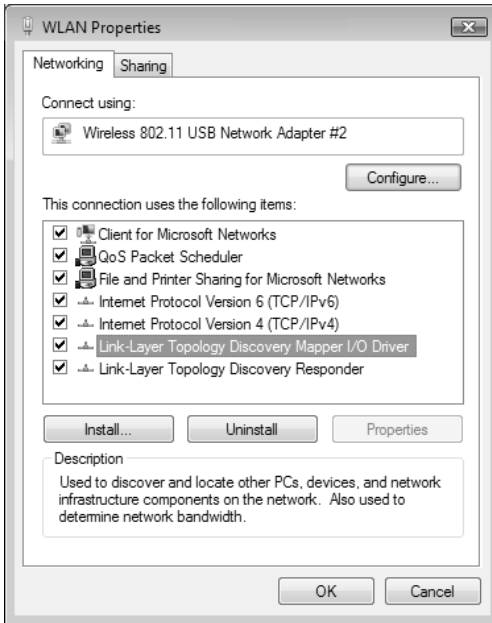 WLAN Properties
Networking Sharing
Connect using:
Wireless 802.11 USB Network Adapter #2
Configure...
This connection uses the following items:
Client for Microsoft Networks
QoS Packet Scheduler
File and Printer Sharing for Microsoft Networks
Internet Protocol Version 6 (TCP/IPv6)
Internet Protocol Version 4 (TCP/IPv4)
Link-Layer Topology Discovery Mapper I/O Driver
Link-Layer Topology Discovery Responder
Install... Uninstall Properties
Description
Used to discover and locate other PCs, devices, and network
infrastructure components on the network. Also used to
determine network bandwidth.
OK Cancel